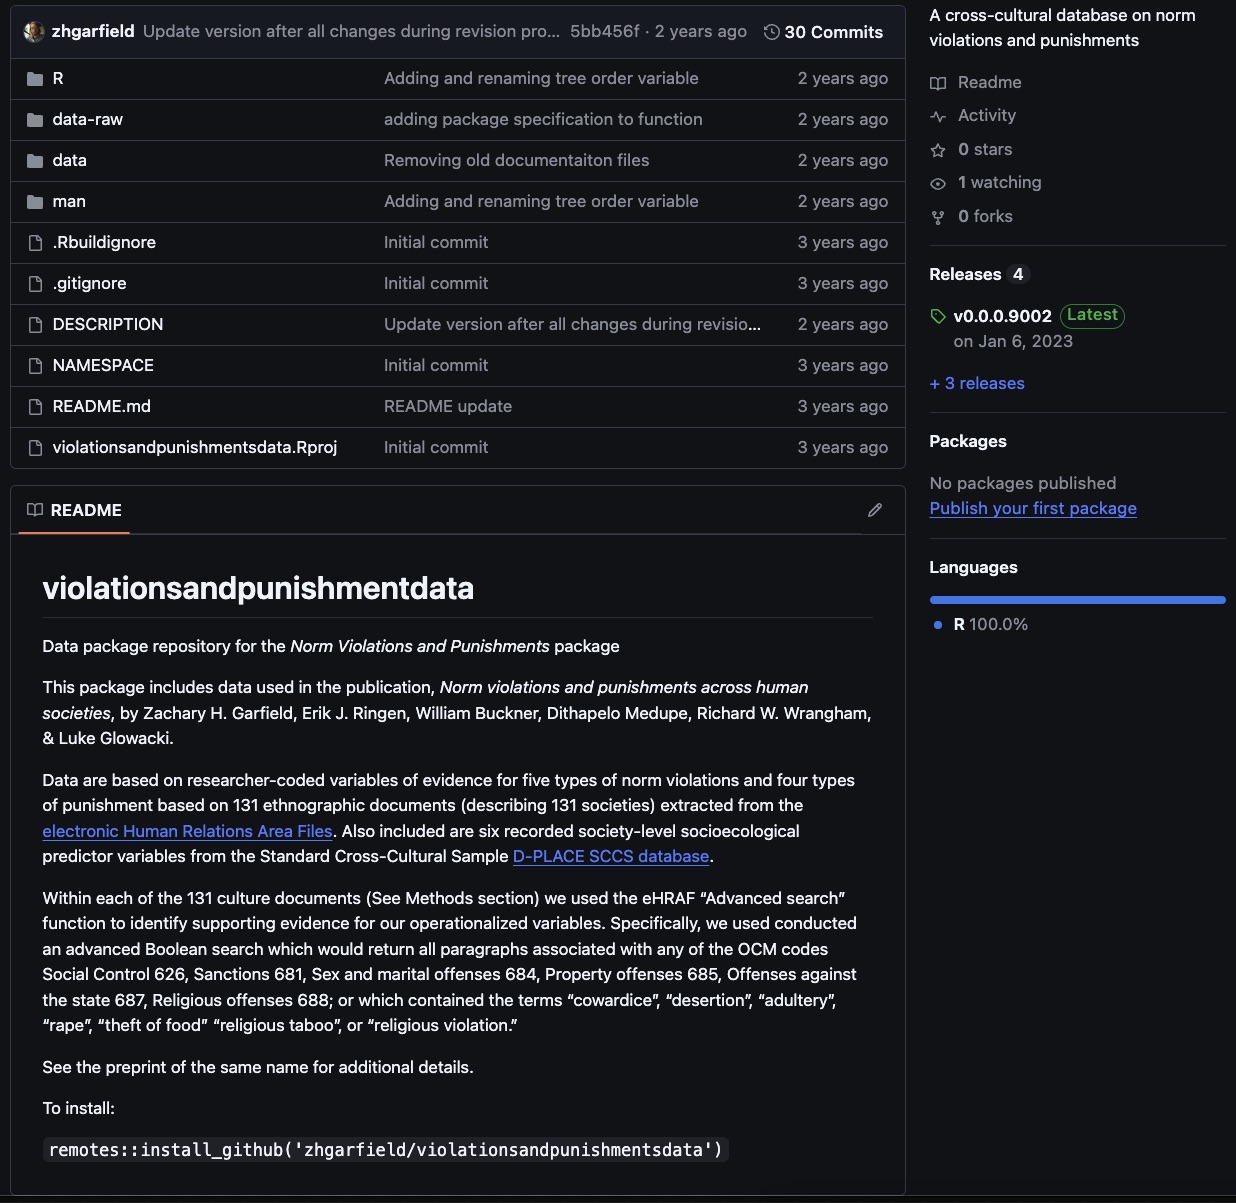 zhgarfield Update version after all changes during revision pro... 5bb456f · 2 years ago 30 Commits
R Adding and renaming tree order variable 2 years ago
data-raw adding package specification to function 2 years ago
data Removing old documentaiton files 2 years ago
man Adding and renaming tree order variable 2 years ago
.Rbuildignore Initial commit 3 years ago
.gitignore Initial commit 3 years ago
DESCRIPTION Update version after all changes during revisio... 2 years ago
NAMESPACE Initial commit 3 years ago
README.md README update 3 years ago
violationsandpunishmentsdata.Rproj Initial commit 3 years ago
README
violationsandpunishmentdata
Data package repository for the Norm Violations and Punishments package
This package includes data used in the publication, Norm violations and punishments across human
societies, by Zachary H. Garfield, Erik J. Ringen, William Buckner, Dithapelo Medupe, Richard W. Wrangham,
& Luke Glowacki.
Data are based on researcher-coded variables of evidence for five types of norm violations and four types
of punishment based on 131 ethnographic documents (describing 131 societies) extracted from the
electronic Human Relations Area Files. Also included are six recorded society-level socioecological
predictor variables from the Standard Cross-Cultural Sample D-PLACE SCCS database.
Within each of the 131 culture documents (See Methods section) we used the eHRAF “Advanced search”
function to identify supporting evidence for our operationalized variables. Specifically, we used conducted
an advanced Boolean search which would return all paragraphs associated with any of the OCM codes
Social Control 626, Sanctions 681, Sex and marital offenses 684, Property offenses 685, Offenses against
the state 687, Religious offenses 688; or which contained the terms “cowardice”, “desertion”, “adultery”,
“rape”, “theft of food” “religious taboo”, or “religious violation.”
See the preprint of the same name for additional details.
To install:
remotes::install_github('zhgarfield/violationsandpunishmentsdata')
A cross-cultural database on norm
violations and punishments
Readme
Activity
0 stars
1 watching
0 forks
Releases 4
v0.0.0.9002 Latest
on Jan 6, 2023
+ 3 releases
Packages
No packages published
Publish your first package
Languages
R 100.0%